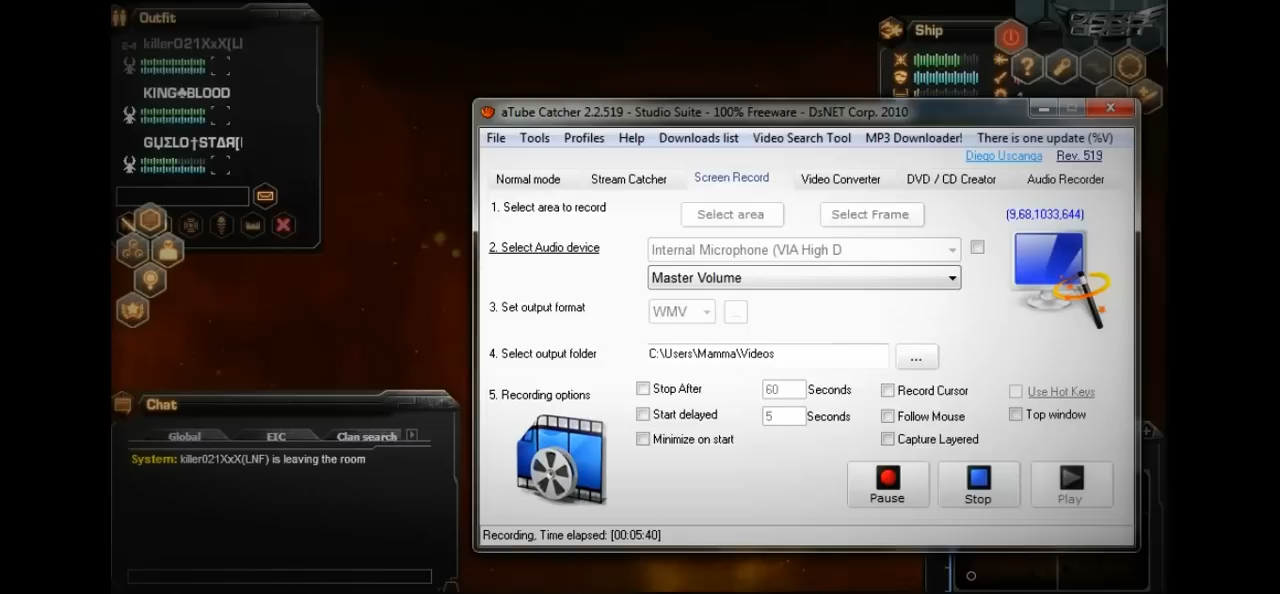 Outfit
killer021XxX(L
KING♠BLOOD
GЏΣLO†STΔR(
Chat
Global EIC Clan search
System: killer021XxX(LNF) is leaving the room
Ship
?
aTube Catcher 2.2.519 - Studio Suite - 100% Freeware - DsNET Corp. 2010
File Tools Profiles Help Downloads list Video Search Tool MP3 Downloader! There is one update (%V)
Diego Uscanga Rev. 519
Normal mode Stream Catcher Screen Record Video Converter DVD / CD Creator Audio Recorder
1. Select area to record Select area Select Frame (9,68,1033,644)
2. Select Audio device Internal Microphone (VIA High D
Master Volume
3. Set output format WMV ...
4. Select output folder C:\Users\Mamma\Videos ...
5. Recording options Stop After 60 Seconds Record Cursor Use Hot Keys
Start delayed 5 Seconds Follow Mouse Top window
Minimize on start Capture Layered
Pause Stop Play
Recording, Time elapsed: [00:05:40]